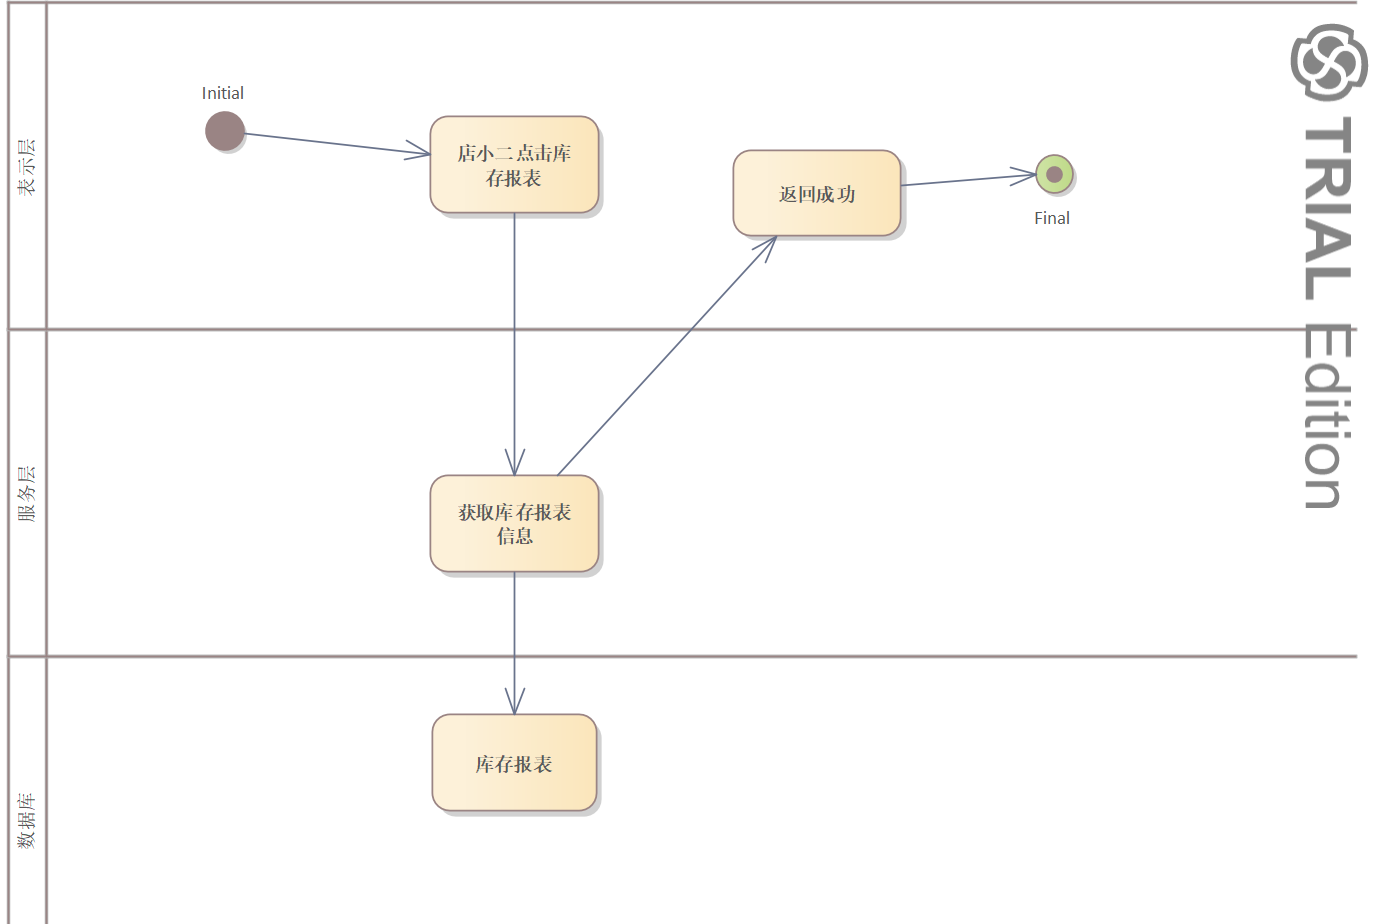 表示层
Initial
店小二点击库
存报表
返回成功
Final
TRIAL Edition
服务层
获取库存报表
信息
数据库
库存报表